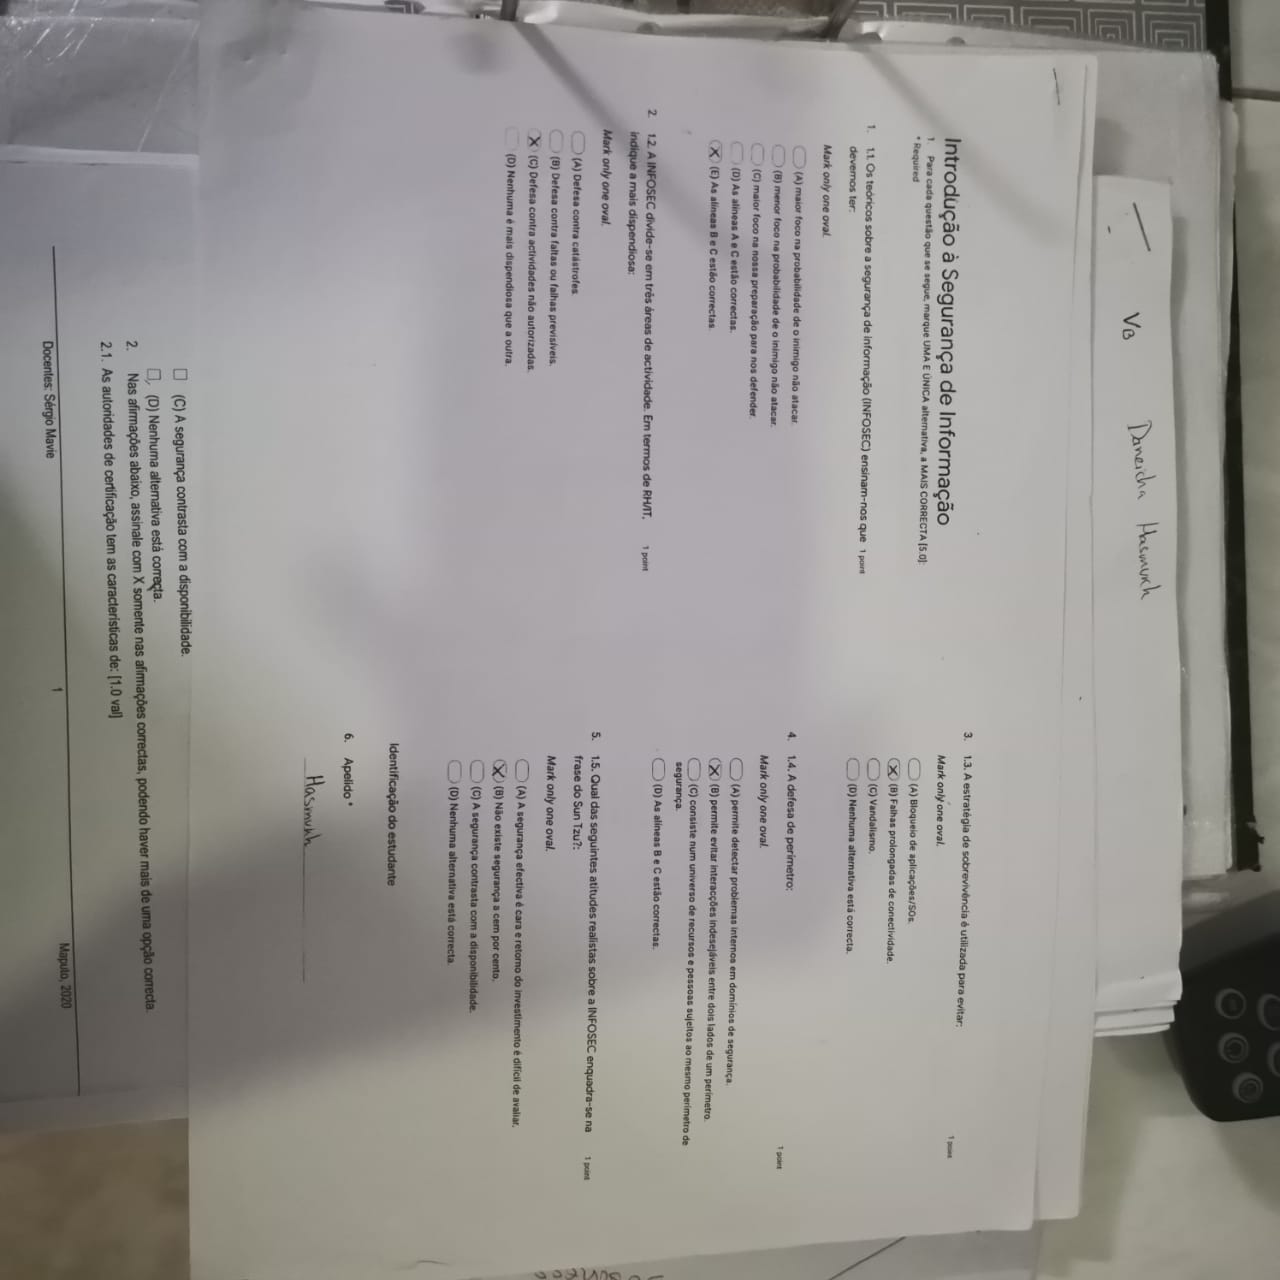 VB Daneicha Hasmukh
Introdução à Segurança de Informação
1. Para cada questão que se segue, marque UMA E ÚNICA alternativa, a MAIS CORRECTA [5.0]:
* Required
1. 1.1. Os teóricos sobre a segurança de informação (INFOSEC) ensinam-nos que 1 point
devemos ter:
Mark only one oval.
(A) maior foco na probabilidade de o inimigo não atacar.
(B) menor foco na probabilidade de o inimigo não atacar.
(C) maior foco na nossa preparação para nos defender.
(D) As alíneas A e C estão correctas.
X (E) As alíneas B e C estão correctas.
2. 1.2. A INFOSEC divide-se em três áreas de actividade. Em termos de RH/IT, 1 point
indique a mais dispendiosa:
Mark only one oval.
(A) Defesa contra catástrofes.
(B) Defesa contra faltas ou falhas previsíveis.
X (C) Defesa contra actividades não autorizadas.
(D) Nenhuma é mais dispendiosa que a outra.
3. 1.3. A estratégia de sobrevivência é utilizada para evitar: 1 point
Mark only one oval.
(A) Bloqueio de aplicações/SOs.
X (B) Falhas prolongadas de conectividade.
(C) Vandalismo.
(D) Nenhuma alternativa está correcta.
4. 1.4. A defesa de perímetro: 1 point
Mark only one oval.
(A) permite detectar problemas internos em domínios de segurança.
X (B) permite evitar interacções indesejáveis entre dois lados de um perímetro.
(C) consiste num universo de recursos e pessoas sujeitos ao mesmo perímetro de
segurança.
(D) As alíneas B e C estão correctas.
5. 1.5. Qual das seguintes atitudes realistas sobre a INFOSEC enquadra-se na 1 point
frase do Sun Tzu?:
Mark only one oval.
(A) A segurança efectiva é cara e retorno do investimento é difícil de avaliar.
X (B) Não existe segurança a cem por cento.
(C) A segurança contrasta com a disponibilidade.
(D) Nenhuma alternativa está correcta.
Identificação do estudante
6. Apelido *
Hasmukh
(C) A segurança contrasta com a disponibilidade.
(D) Nenhuma alternativa está correcta.
2. Nas afirmações abaixo, assinale com X somente nas afirmações correctas, podendo haver mais de uma opção correcta.
2.1. As autoridades de certificação tem as características de: [1.0 val]
Docentes: Sérgio Mavie 1 Maputo, 2020